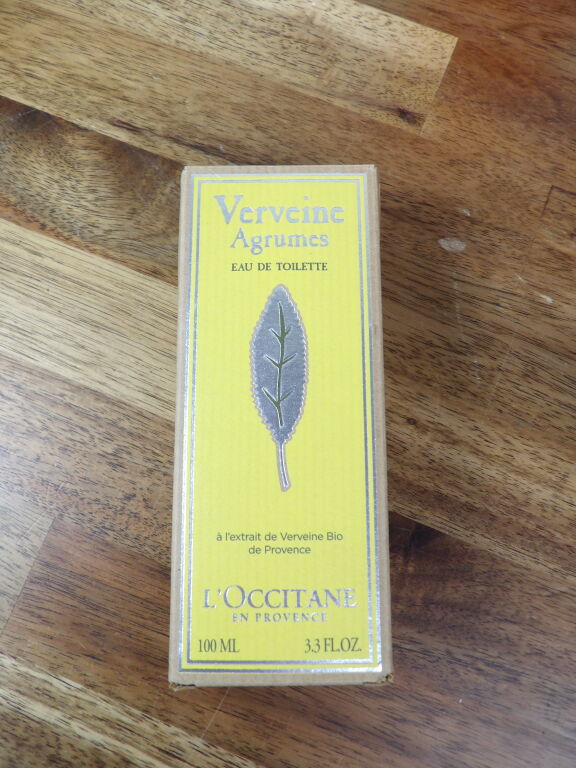 Verveine
Agrumes
EAU DE TOILETTE
à l'extrait de Verveine Bio
de Provence
L'OCCITANE
EN PROVENCE
100 ML 3.3 FL.OZ.